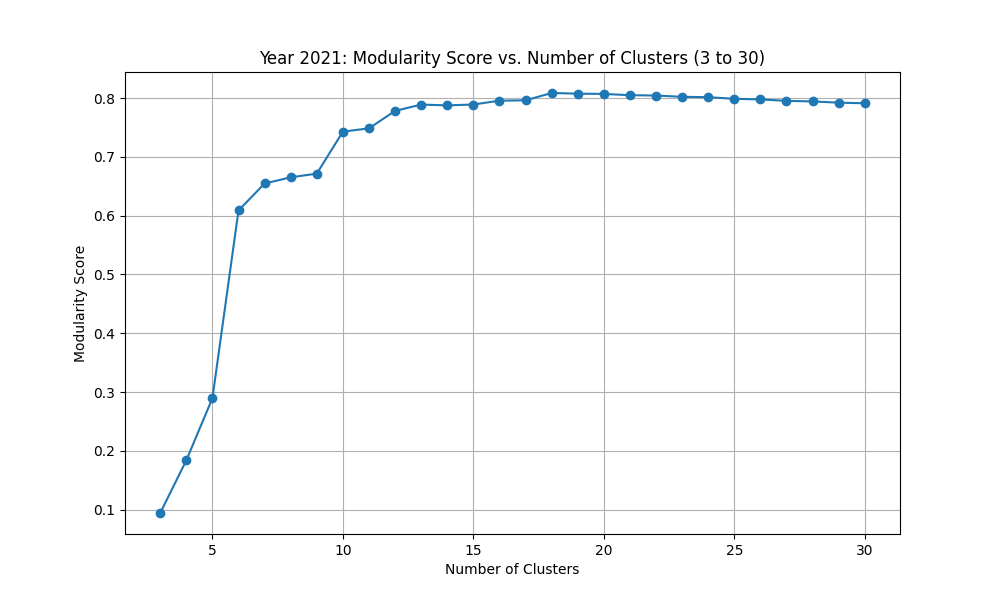 Year 2021: Modularity Score vs. Number of Clusters (3 to 30)
Modularity Score
0.8
0.7
0.6
0.5
0.4
0.3
0.2
0.1
5 10 15 20 25 30
Number of Clusters